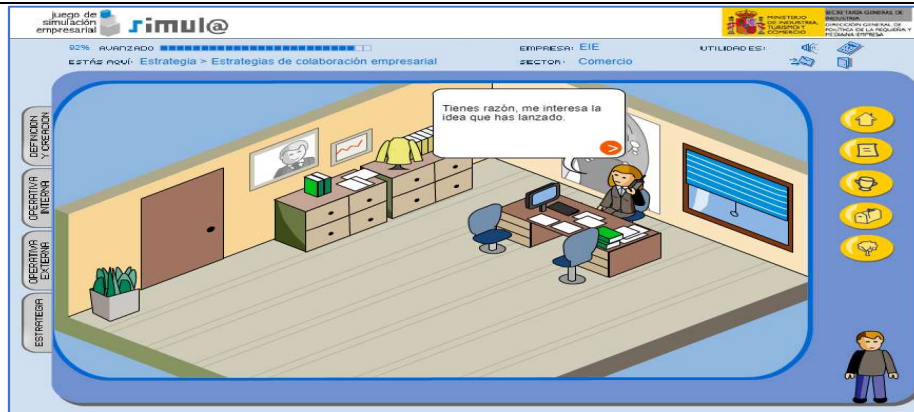 juego de
simulación
empresarial
simul@
MINISTERIO
DE INDUSTRIA,
TURISMO Y
COMERCIO
SECRETARÍA GENERAL DE
INDUSTRIA
DIRECCIÓN GENERAL DE
POLÍTICA DE LA PEQUEÑA Y
MEDIANA EMPRESA
92% AVANZADO
EMPRESA: EIE
UTILIDADES:
ESTÁS AQUÍ: Estrategia > Estrategias de colaboración empresarial
SECTOR: Comercio
Tienes razón, me interesa la
idea que has lanzado.
DEFINICION
Y CREACION
OPERATIVA
INTERNA
OPERATIVA
EXTERNA
ESTRATEGIA